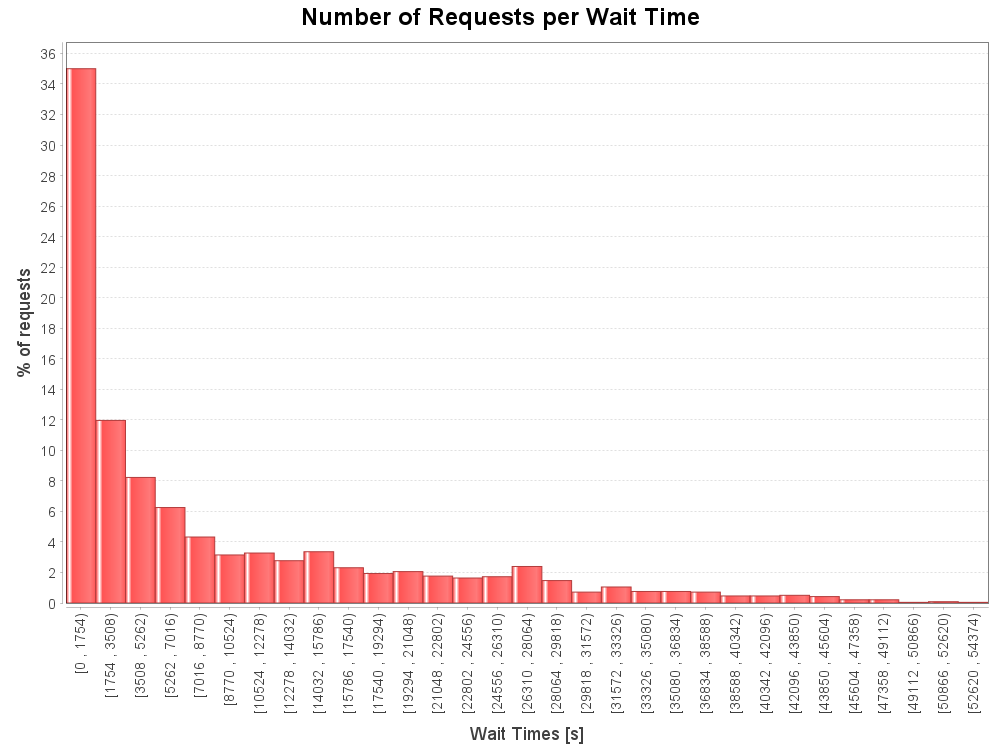 Number of Requests per Wait Time
% of requests
36
34
32
30
28
26
24
22
20
18
16
14
12
10
8
6
4
2
0
[0 , 1754)
[1754 , 3508)
[3508 , 5262)
[5262 , 7016)
[7016 , 8770)
[8770 , 10524)
[10524 , 12278)
[12278 , 14032)
[14032 , 15786)
[15786 , 17540)
[17540 , 19294)
[19294 , 21048)
[21048 , 22802)
[22802 , 24556)
[24556 , 26310)
[26310 , 28064)
[28064 , 29818)
[29818 , 31572)
[31572 , 33326)
[33326 , 35080)
[35080 , 36834)
[36834 , 38588)
[38588 , 40342)
[40342 , 42096)
[42096 , 43850)
[43850 , 45604)
[45604 , 47358)
[47358 , 49112)
[49112 , 50866)
[50866 , 52620)
[52620 , 54374)
Wait Times [s]